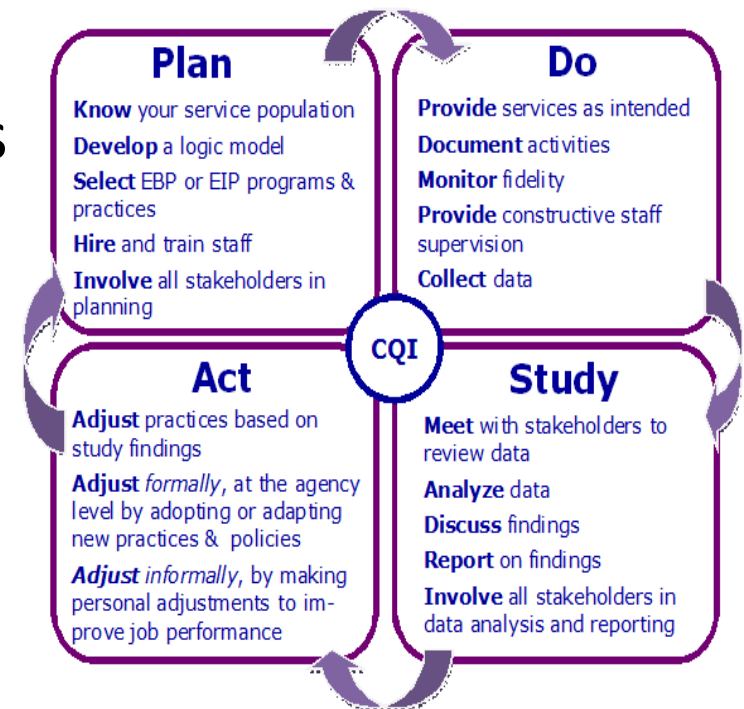 s
Plan
Know your service population
Develop a logic model
Select EBP or EIP programs &
practices
Hire and train staff
Involve all stakeholders in
planning
Do
Provide services as intended
Document activities
Monitor fidelity
Provide constructive staff
supervision
Collect data
CQI
Act
Adjust practices based on
study findings
Adjust formally, at the agency
level by adopting or adapting
new practices & policies
Adjust informally, by making
personal adjustments to im-
prove job performance
Study
Meet with stakeholders to
review data
Analyze data
Discuss findings
Report on findings
Involve all stakeholders in
data analysis and reporting